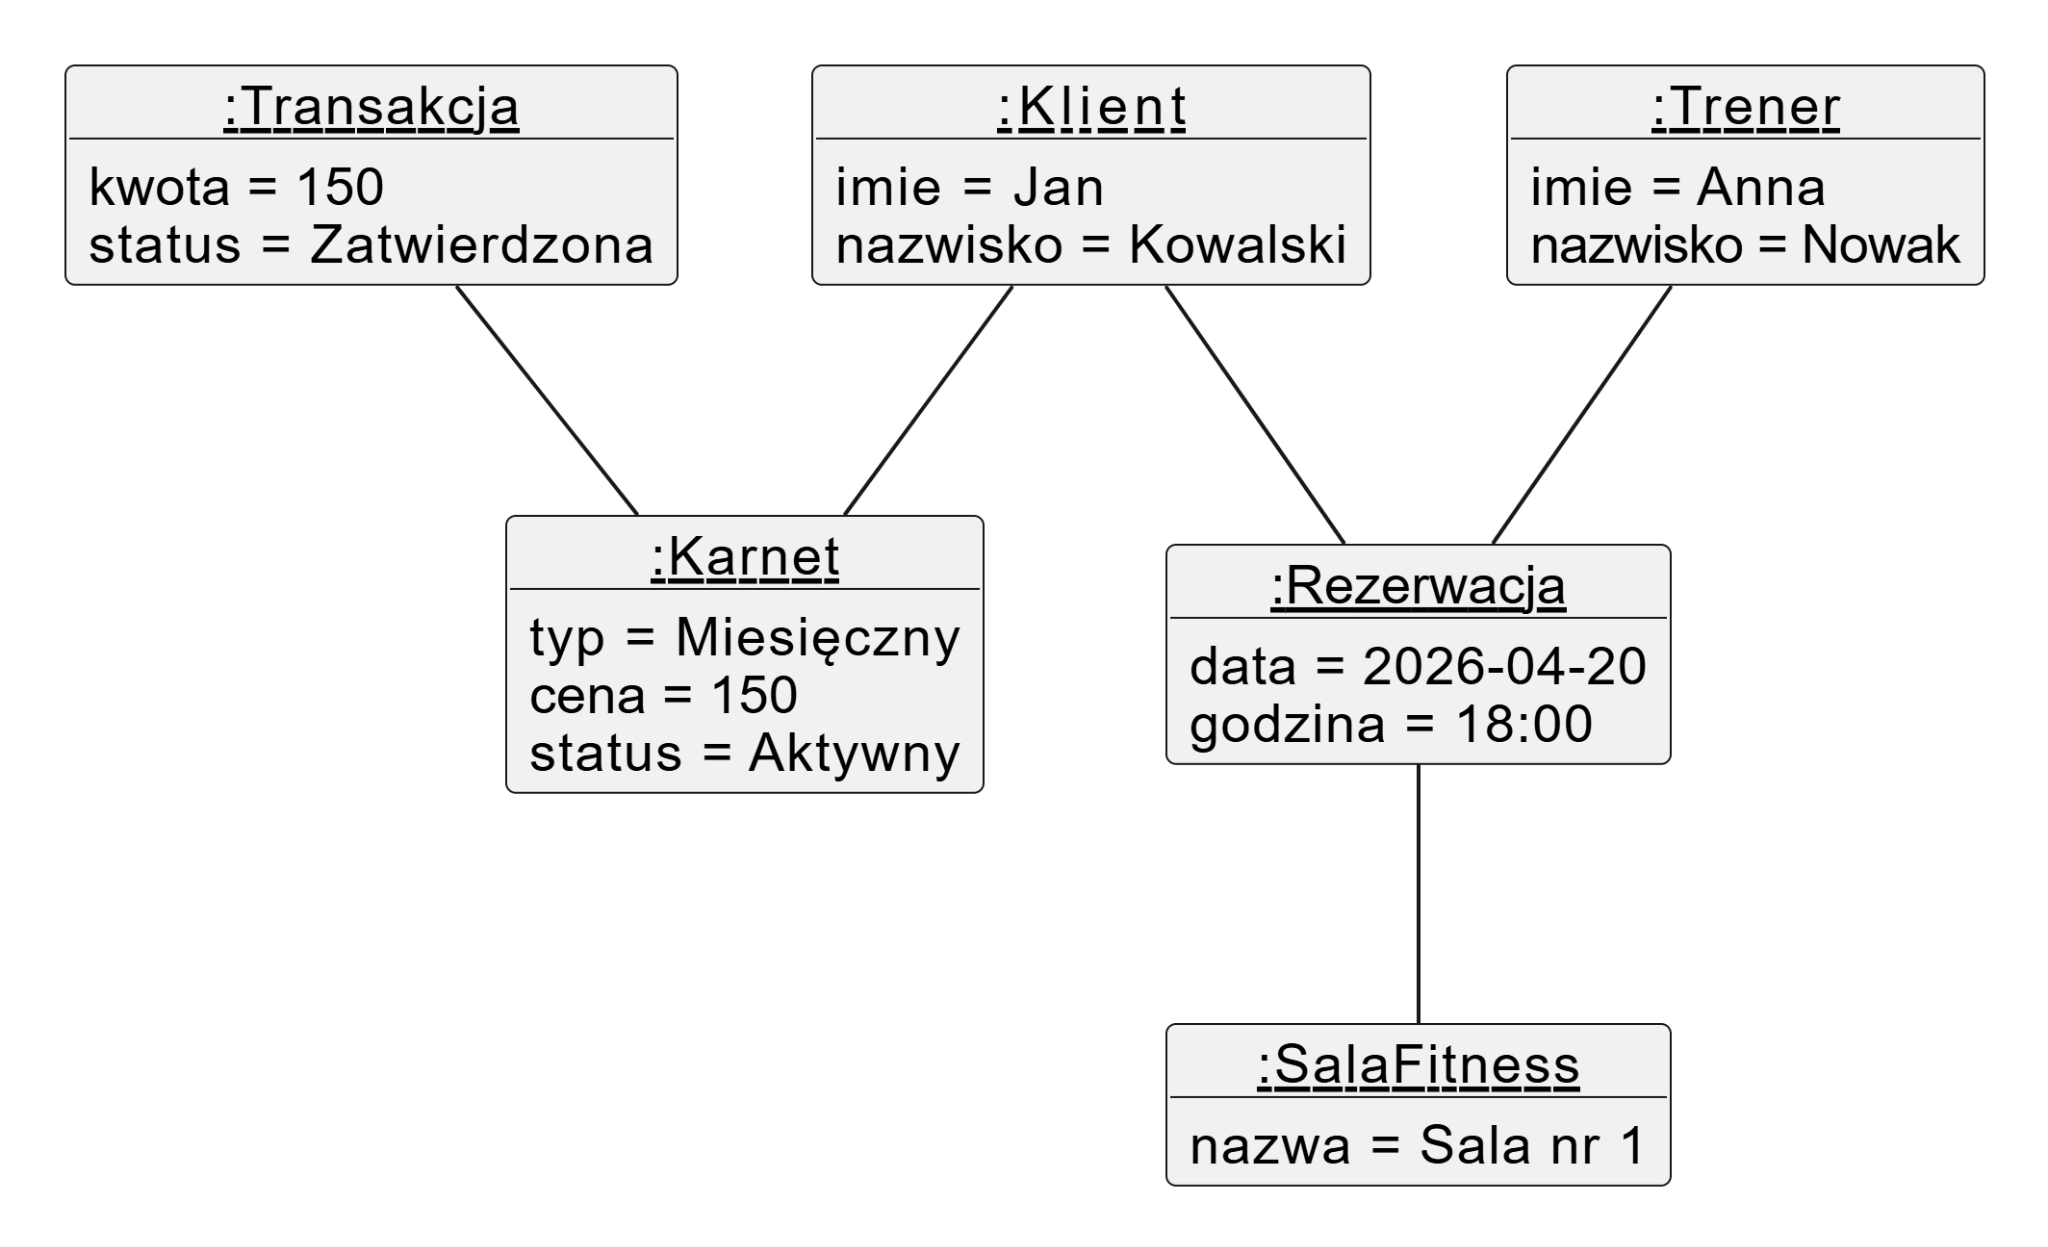 :Transakcja
kwota = 150
status = Zatwierdzona
:Klient
imie = Jan
nazwisko = Kowalski
:Trener
imie = Anna
nazwisko = Nowak
:Karnet
typ = Miesięczny
cena = 150
status = Aktywny
:Rezerwacja
data = 2026-04-20
godzina = 18:00
:SalaFitness
nazwa = Sala nr 1